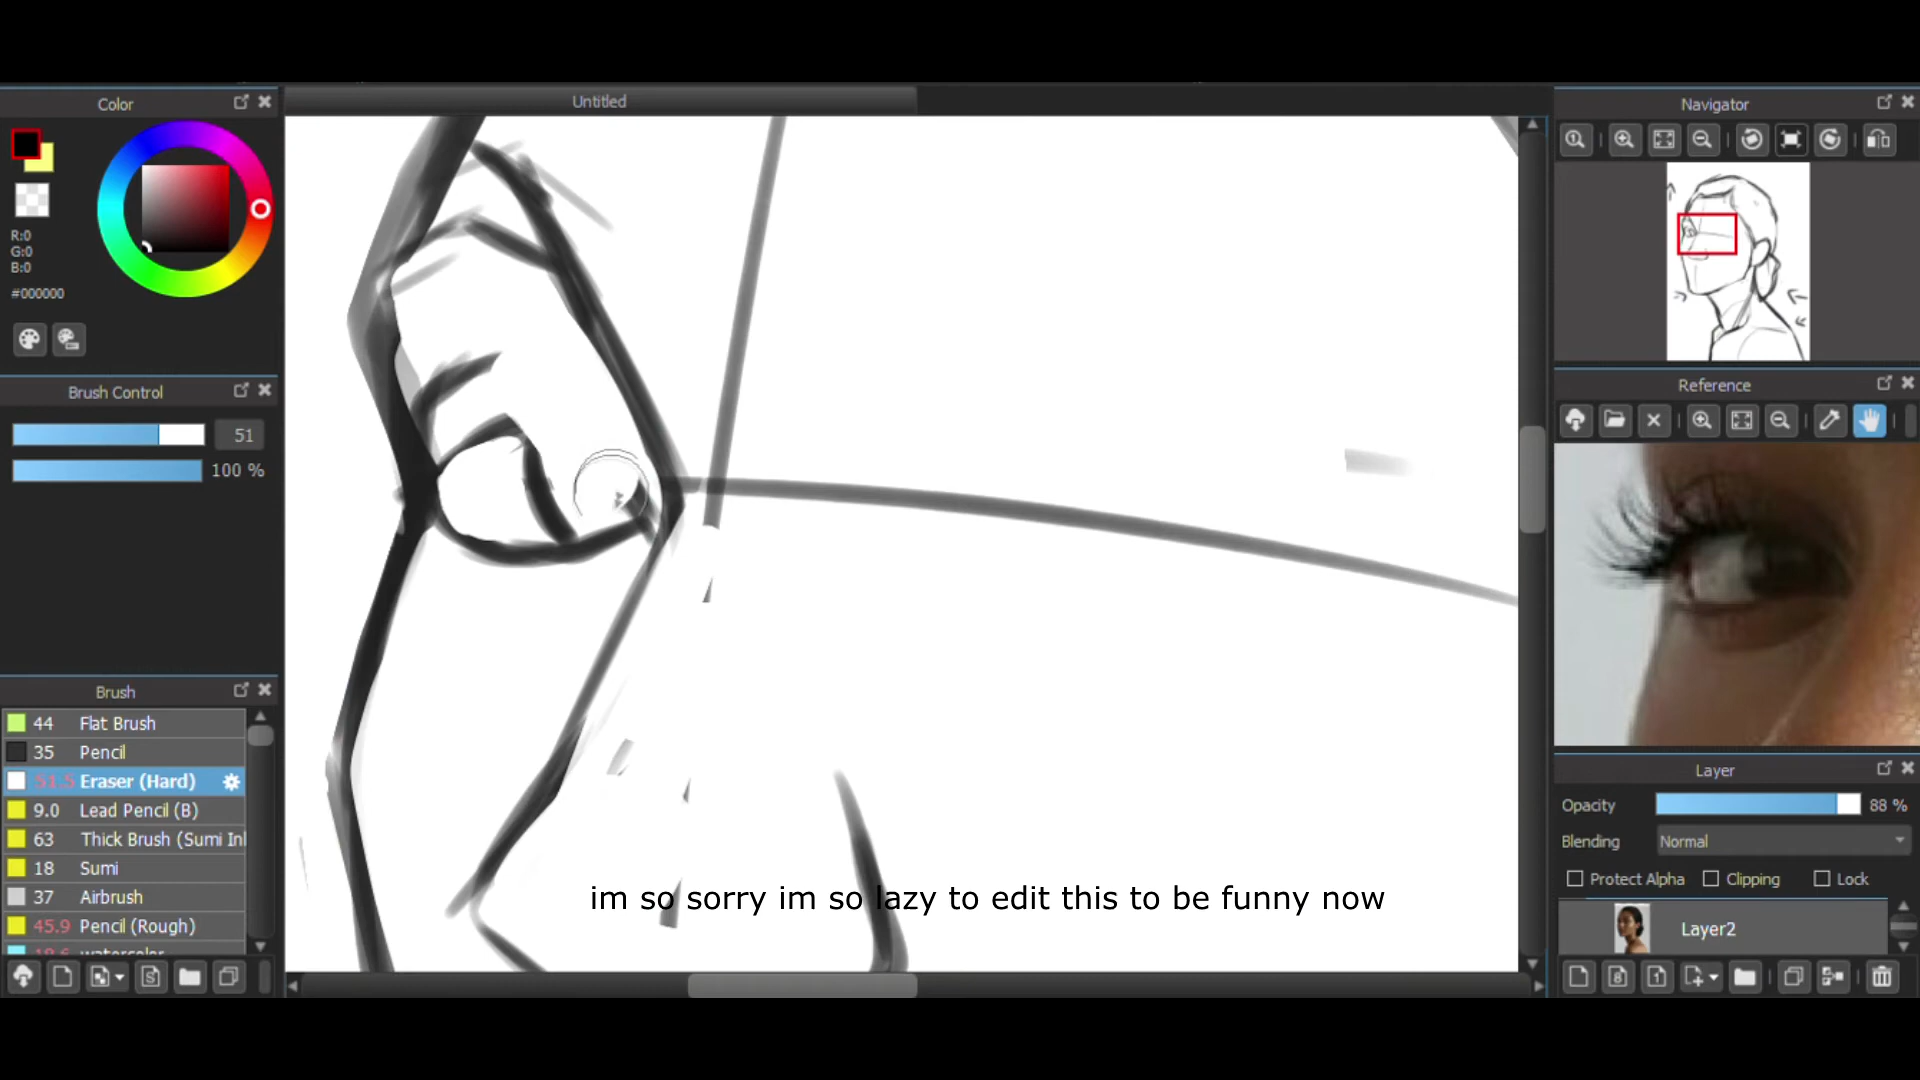 Color
Untitled
Navigator
R:0
G:0
B:0
#000000
Brush Control
51
100 %
Reference
Brush
44 Flat Brush
35 Pencil
51.5 Eraser (Hard)
9.0 Lead Pencil (B)
63 Thick Brush (Sumi In
18 Sumi
37 Airbrush
45.9 Pencil (Rough)
Layer
Opacity 88 %
Blending Normal
Protect Alpha Clipping Lock
Layer2
im so sorry im so lazy to edit this to be funny now